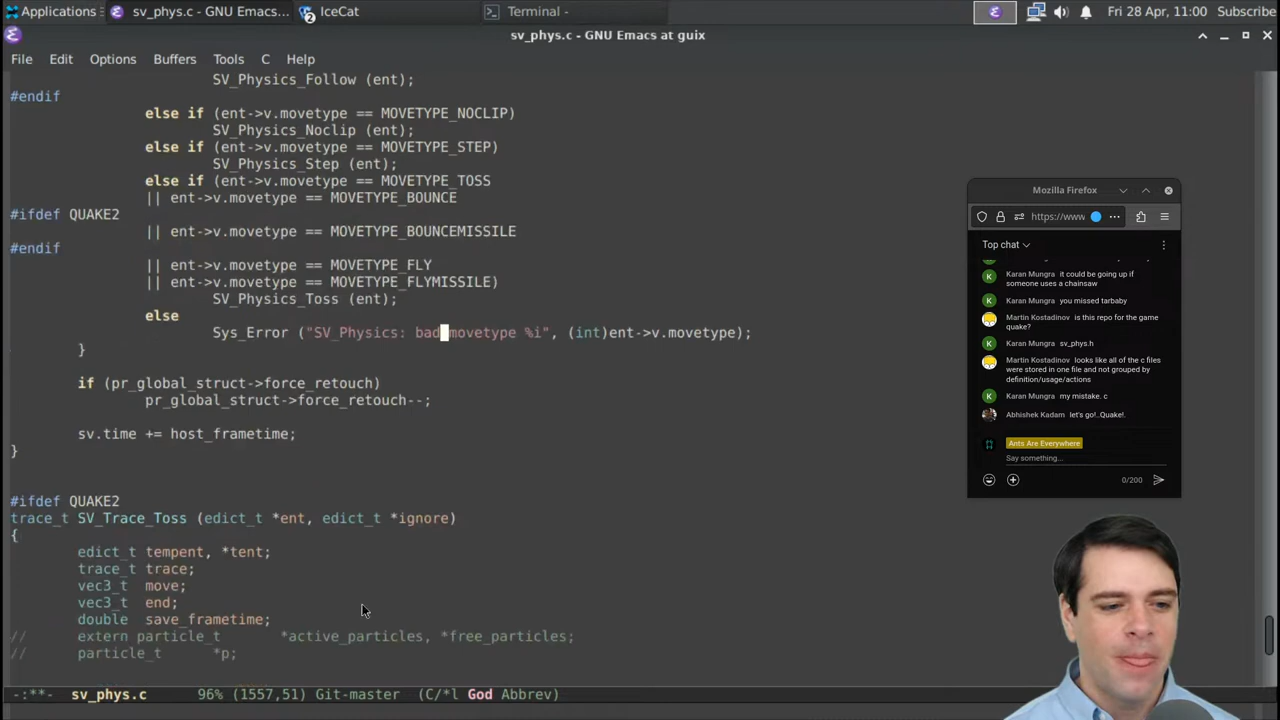 Applications
sv_phys.c - GNU Emacs...
2
IceCat
Terminal -
Fri 28 Apr, 11:00
Subscribe
sv_phys.c - GNU Emacs at guix
File Edit Options Buffers Tools C Help
SV_Physics_Follow (ent);
#endif
else if (ent->v.movetype == MOVETYPE_NOCLIP)
SV_Physics_Noclip (ent);
else if (ent->v.movetype == MOVETYPE_STEP)
SV_Physics_Step (ent);
else if (ent->v.movetype == MOVETYPE_TOSS
|| ent->v.movetype == MOVETYPE_BOUNCE
#ifdef QUAKE2
|| ent->v.movetype == MOVETYPE_BOUNCEMISSILE
#endif
|| ent->v.movetype == MOVETYPE_FLY
|| ent->v.movetype == MOVETYPE_FLYMISSILE)
SV_Physics_Toss (ent);
else
Sys_Error ("SV_Physics: bad movetype %i", (int)ent->v.movetype);
}
if (pr_global_struct->force_retouch)
pr_global_struct->force_retouch--;
sv.time += host_frametime;
}
#ifdef QUAKE2
trace_t SV_Trace_Toss (edict_t *ent, edict_t *ignore)
{
edict_t tempent, *tent;
trace_t trace;
vec3_t move;
vec3_t end;
double save_frametime;
// extern particle_t *active_particles, *free_particles;
// particle_t *p;
-:**- sv_phys.c 96% (1557,51) Git-master (C/*l God Abbrev)
Mozilla Firefox
https://www
Top chat
K Karan Mungra it could be going up if
someone uses a chainsaw
K Karan Mungra you missed tarbaby
Martin Kostadinov is this repo for the game
quake?
K Karan Mungra sv_phys.h
Martin Kostadinov looks like all of the c files
were stored in one file and not grouped by
definition/usage/actions
K Karan Mungra my mistake. c
Abhishek Kadam let's go!..Quake!.
Ants Are Everywhere
Say something...
0/200